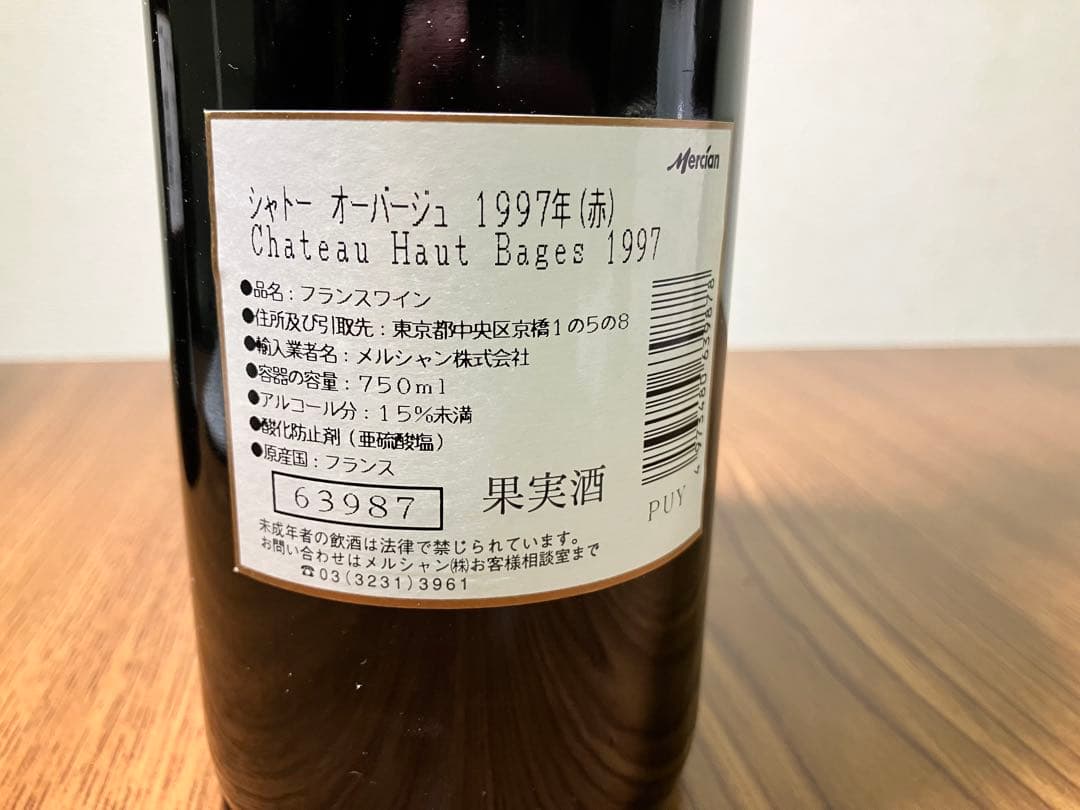 Mercian
シャトー オーバージュ 1997年(赤)
Chateau Haut Bages 1997
●品名：フランスワイン
●住所及び引取先：東京都中央区京橋1の5の8
●輸入業者名：メルシャン株式会社
●容器の容量：750ml
●アルコール分：15%未満
●酸化防止剤(亜硫酸塩)
●原産国：フランス
63987
果実酒
4 973480 639878
PUY
未成年者の飲酒は法律で禁じられています。
お問い合わせはメルシャン㈱お客様相談室まで
☎03(3231)3961